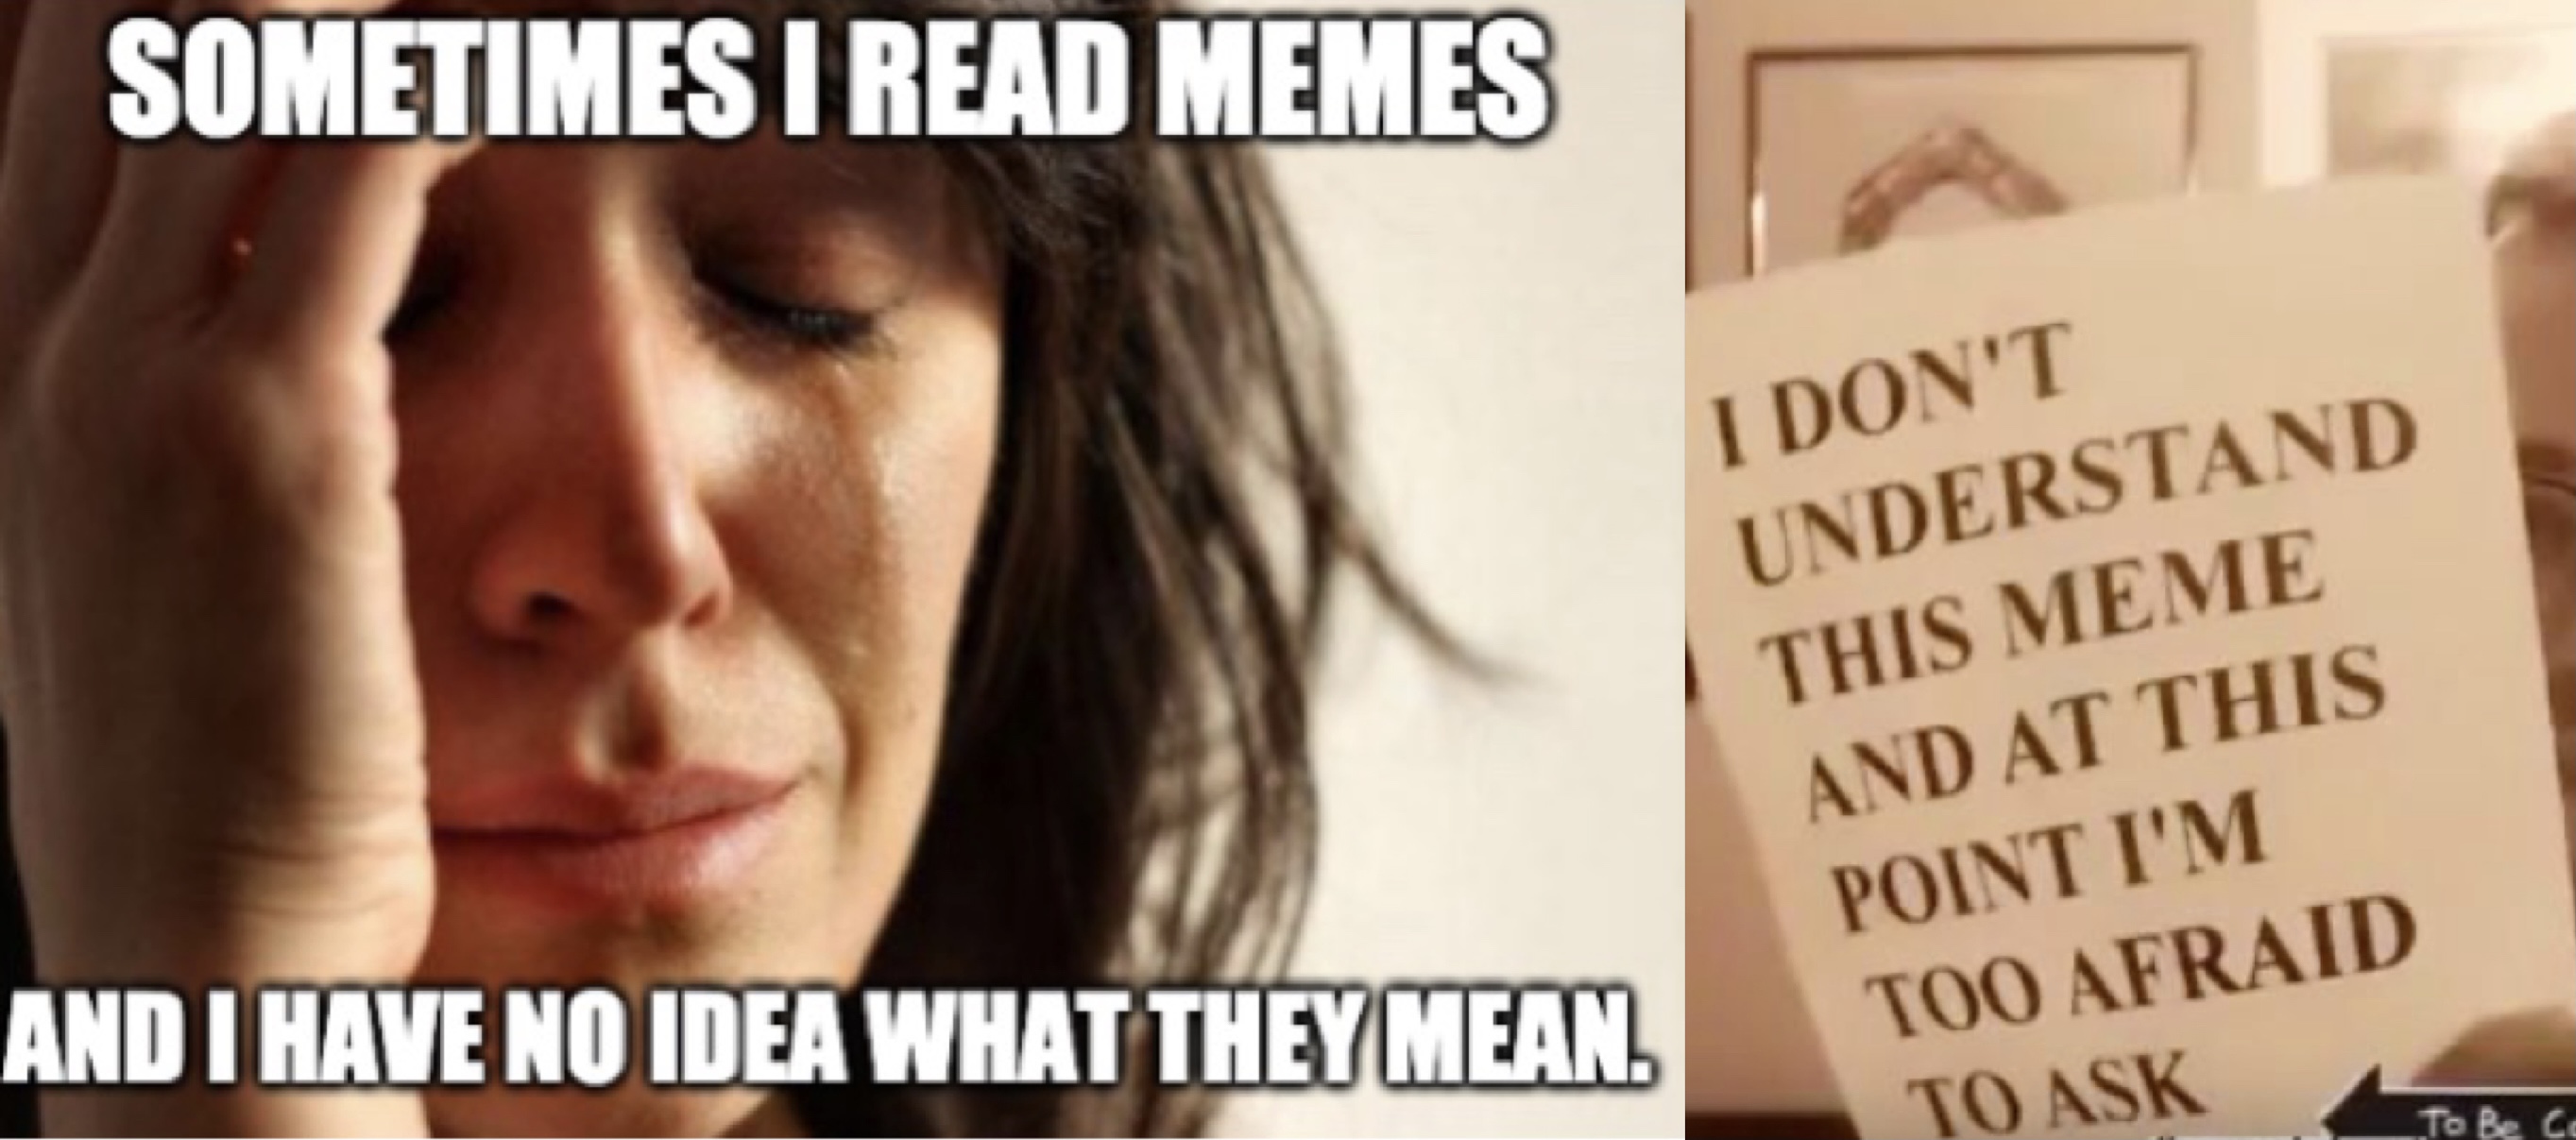 SOMETIMES I READ MEMES
AND I HAVE NO IDEA WHAT THEY MEAN.
I DON'T
UNDERSTAND
THIS MEME
AND AT THIS
POINT I'M
TOO AFRAID
TO ASK
To Be